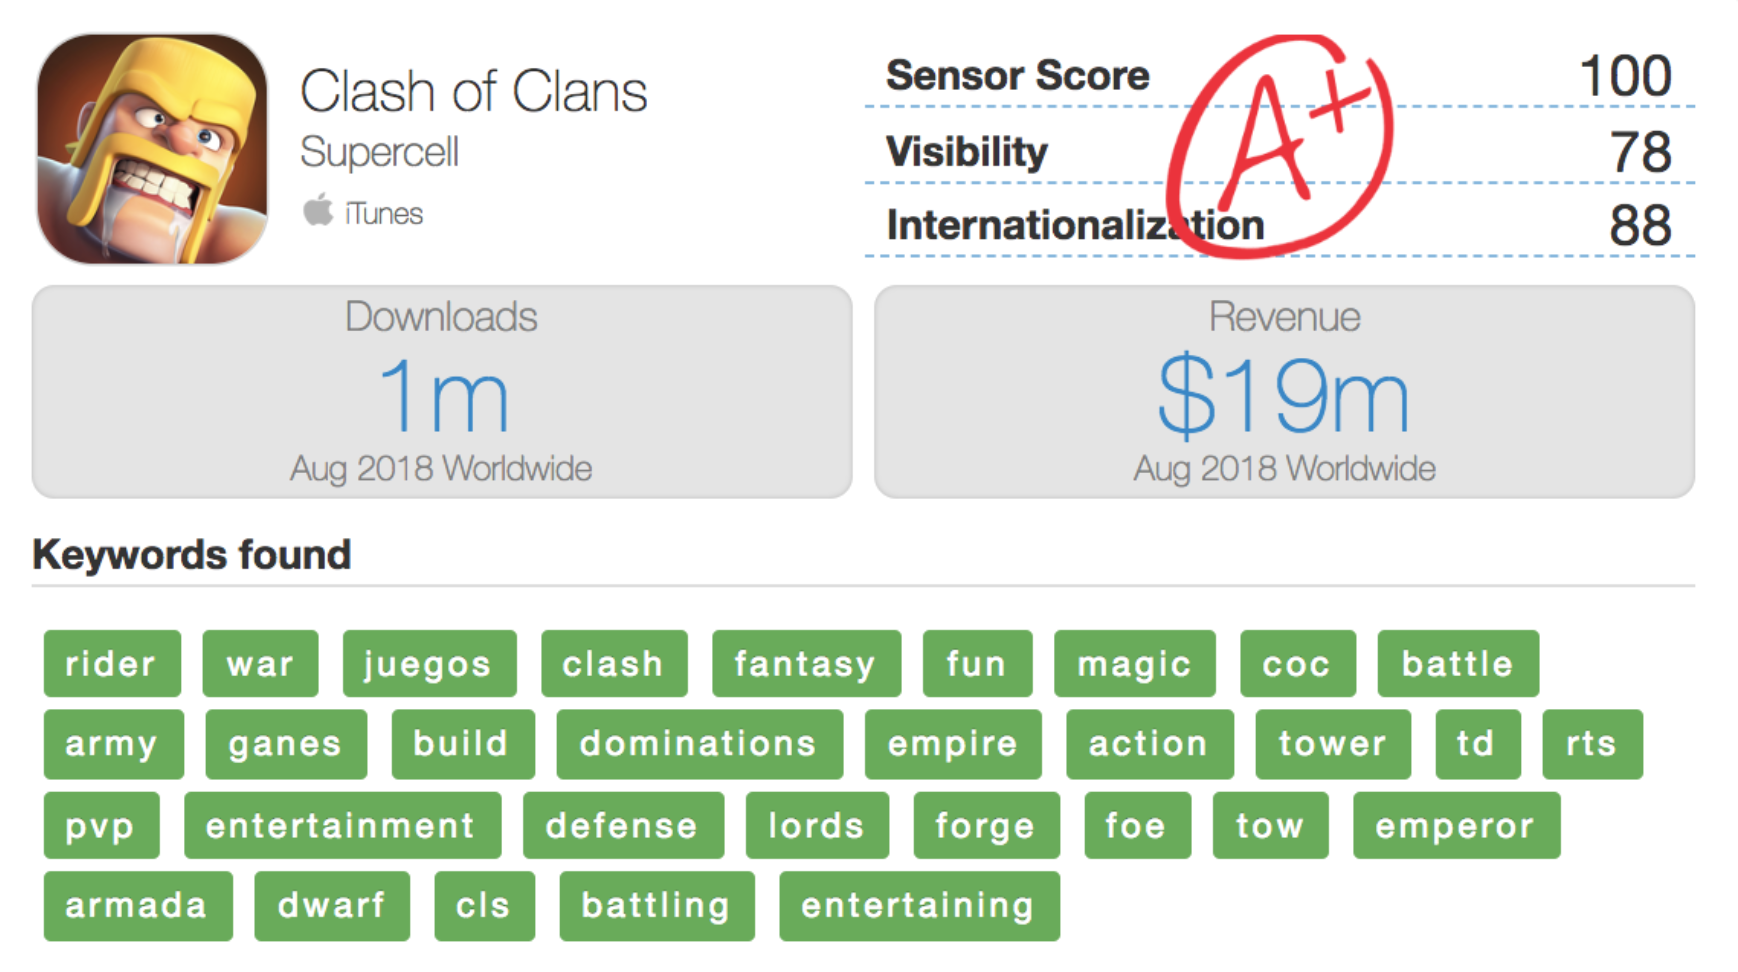 Clash of Clans
Supercell
iTunes
Sensor Score 100
Visibility 78
Internationalization 88
A+
Downloads
1m
Aug 2018 Worldwide
Revenue
$19m
Aug 2018 Worldwide
Keywords found
rider war juegos clash fantasy fun magic coc battle
army ganes build dominations empire action tower td rts
pvp entertainment defense lords forge foe tow emperor
armada dwarf cls battling entertaining